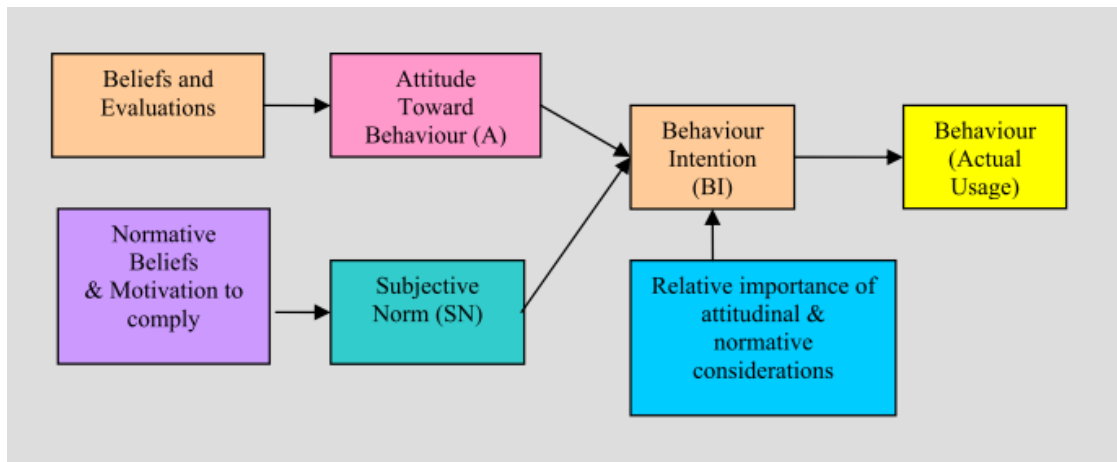 Beliefs and
Evaluations
Attitude
Toward
Behaviour (A)
Behaviour
Intention
(BI)
Behaviour
(Actual
Usage)
Normative
Beliefs
& Motivation to
comply
Subjective
Norm (SN)
Relative importance of
attitudinal &
normative
considerations